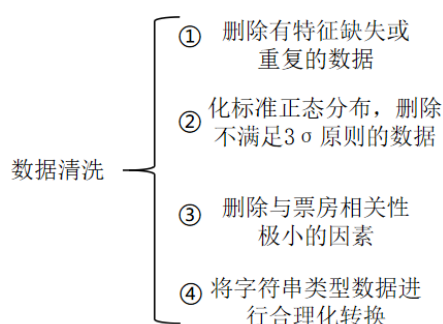 ① 删除有特征缺失或
重复的数据
② 化标准正态分布，删除
不满足3σ原则的数据
数据清洗
③ 删除与票房相关性
极小的因素
④ 将字符串类型数据进
行合理化转换